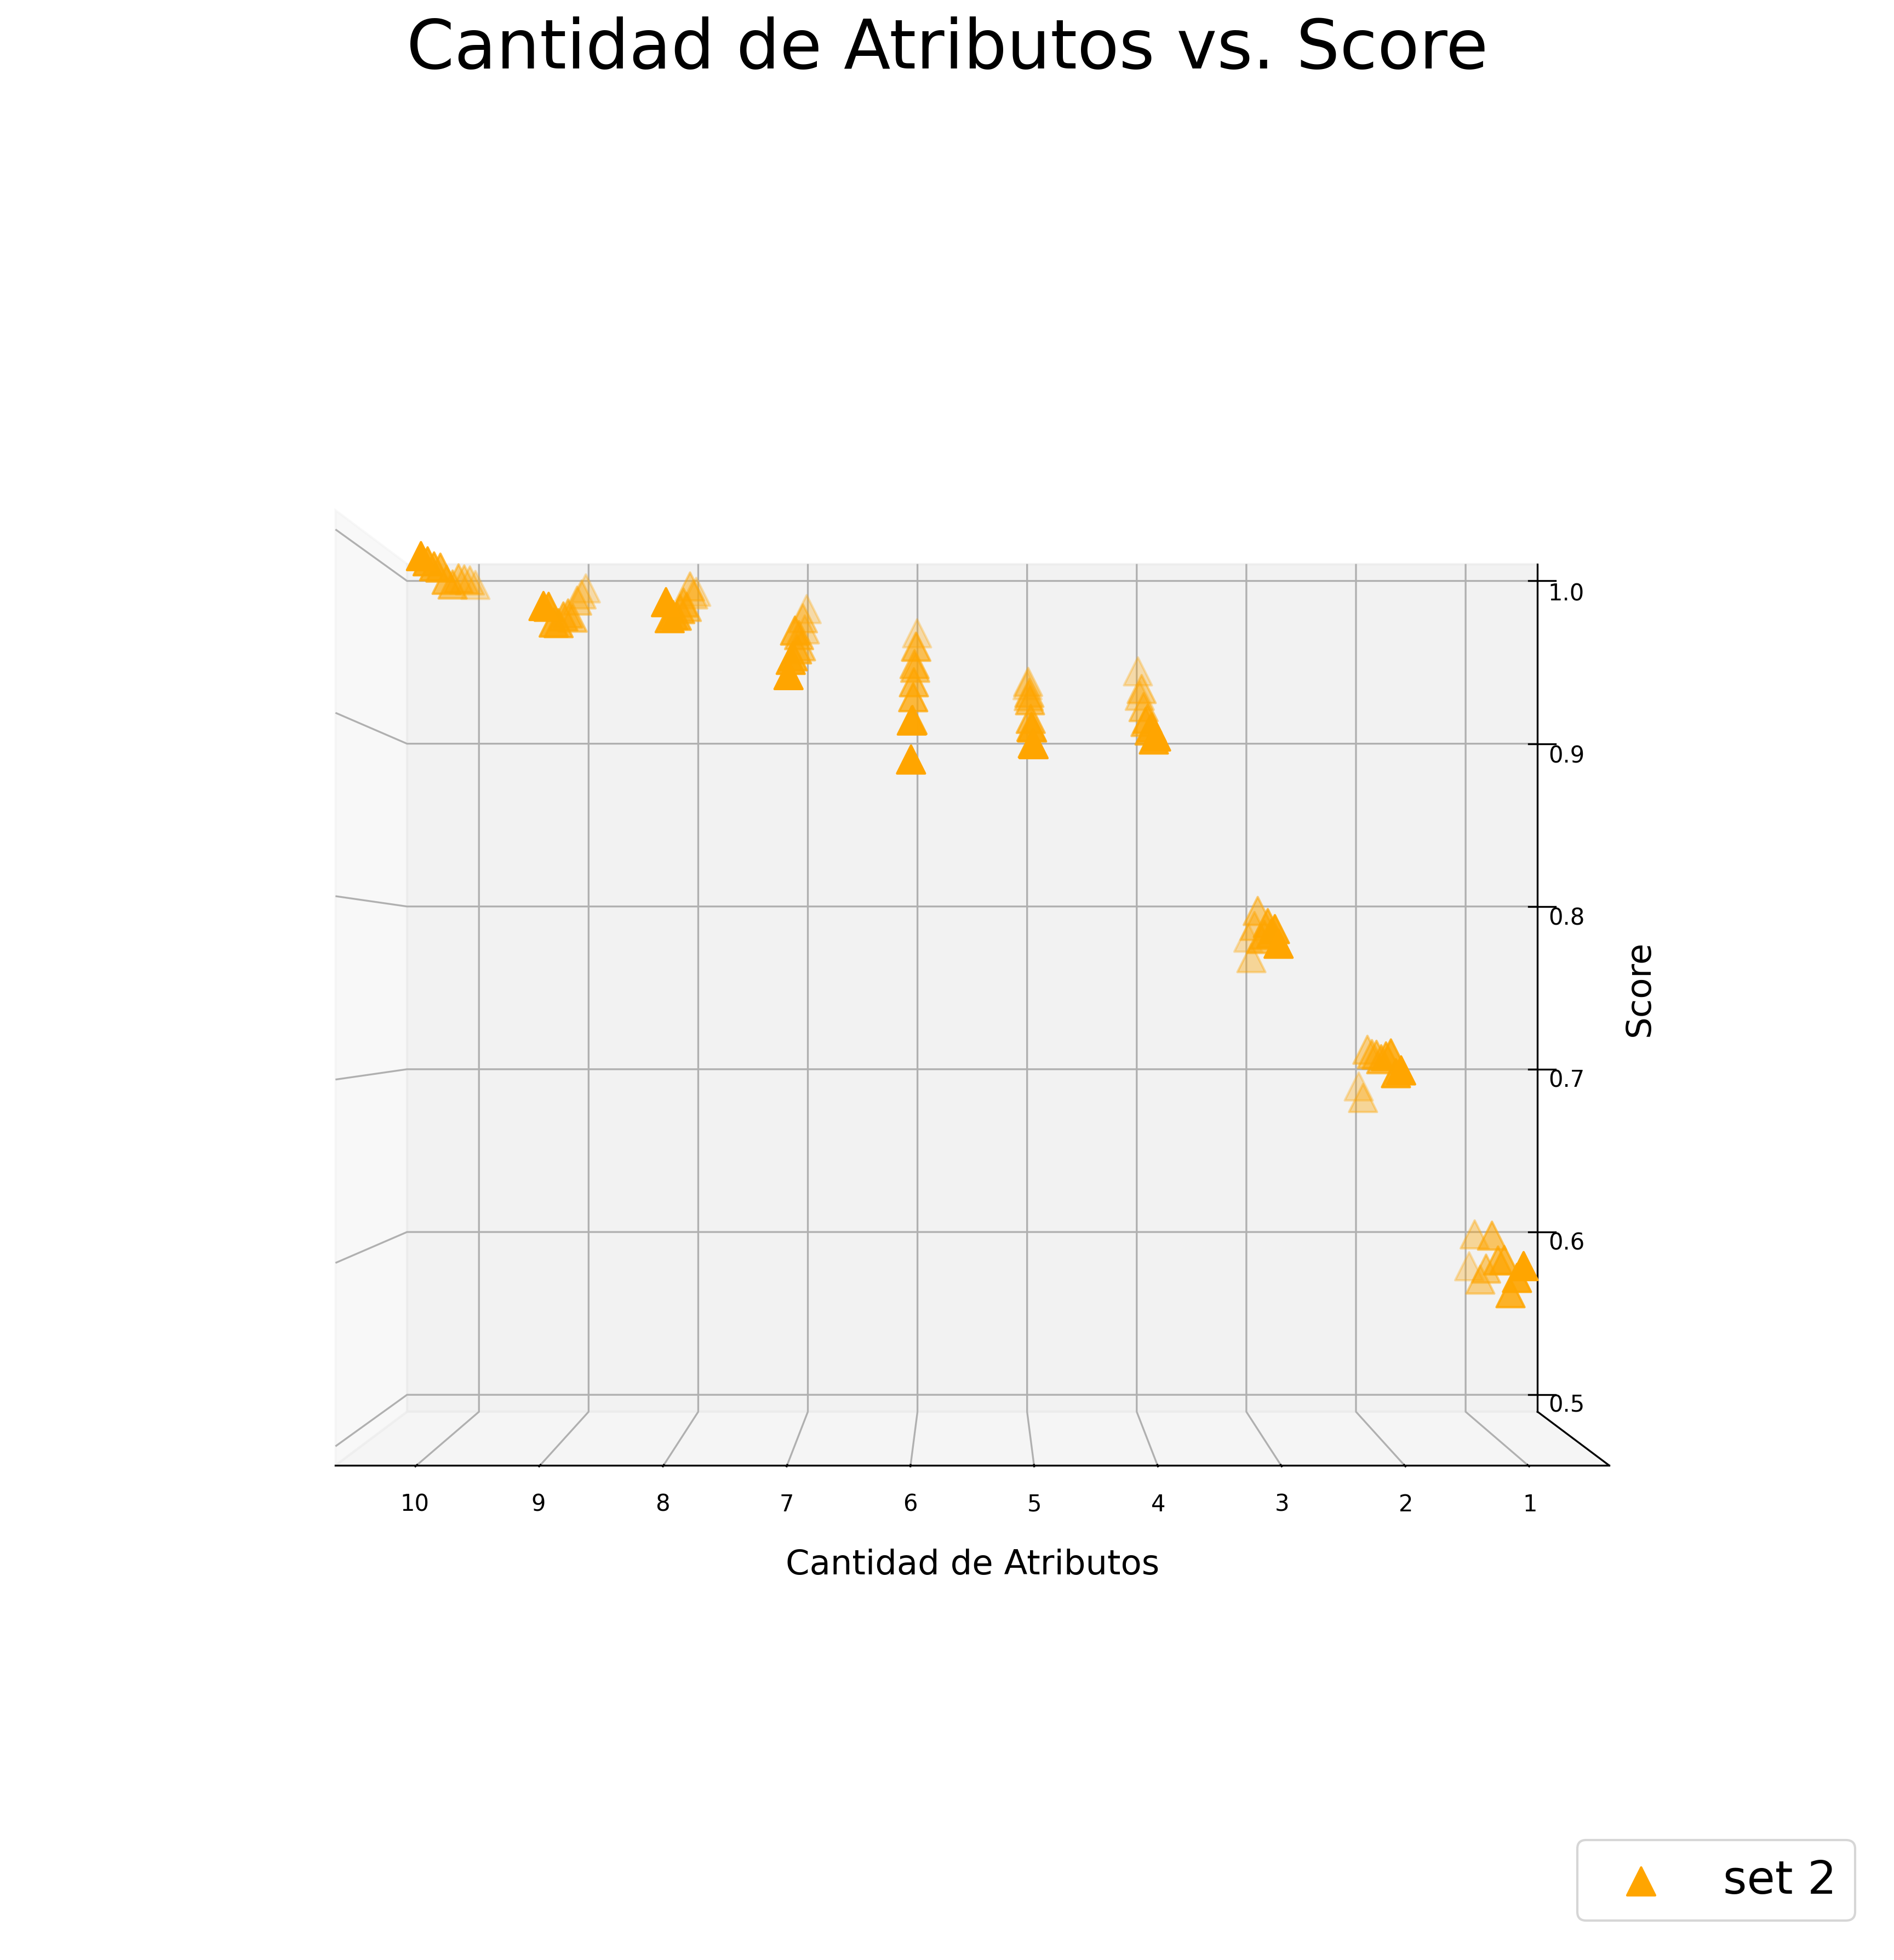 Cantidad de Atributos vs. Score
1.0
0.9
0.8
0.7
0.6
0.5
Score
10 9 8 7 6 5 4 3 2 1
Cantidad de Atributos
set 2